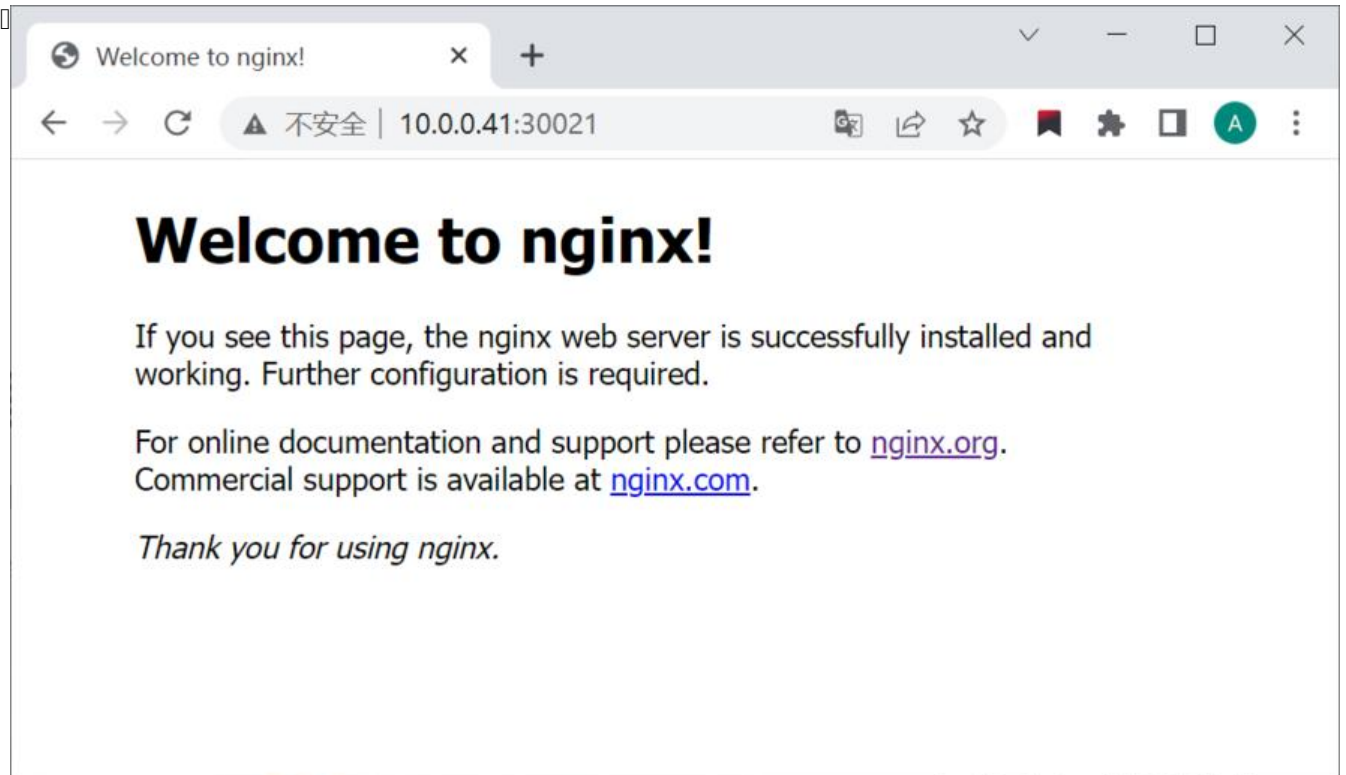 Welcome to nginx!
不安全 10.0.0.41:30021
A
Welcome to nginx!
If you see this page, the nginx web server is successfully installed and
working. Further configuration is required.
For online documentation and support please refer to nginx.org.
Commercial support is available at nginx.com.
Thank you for using nginx.